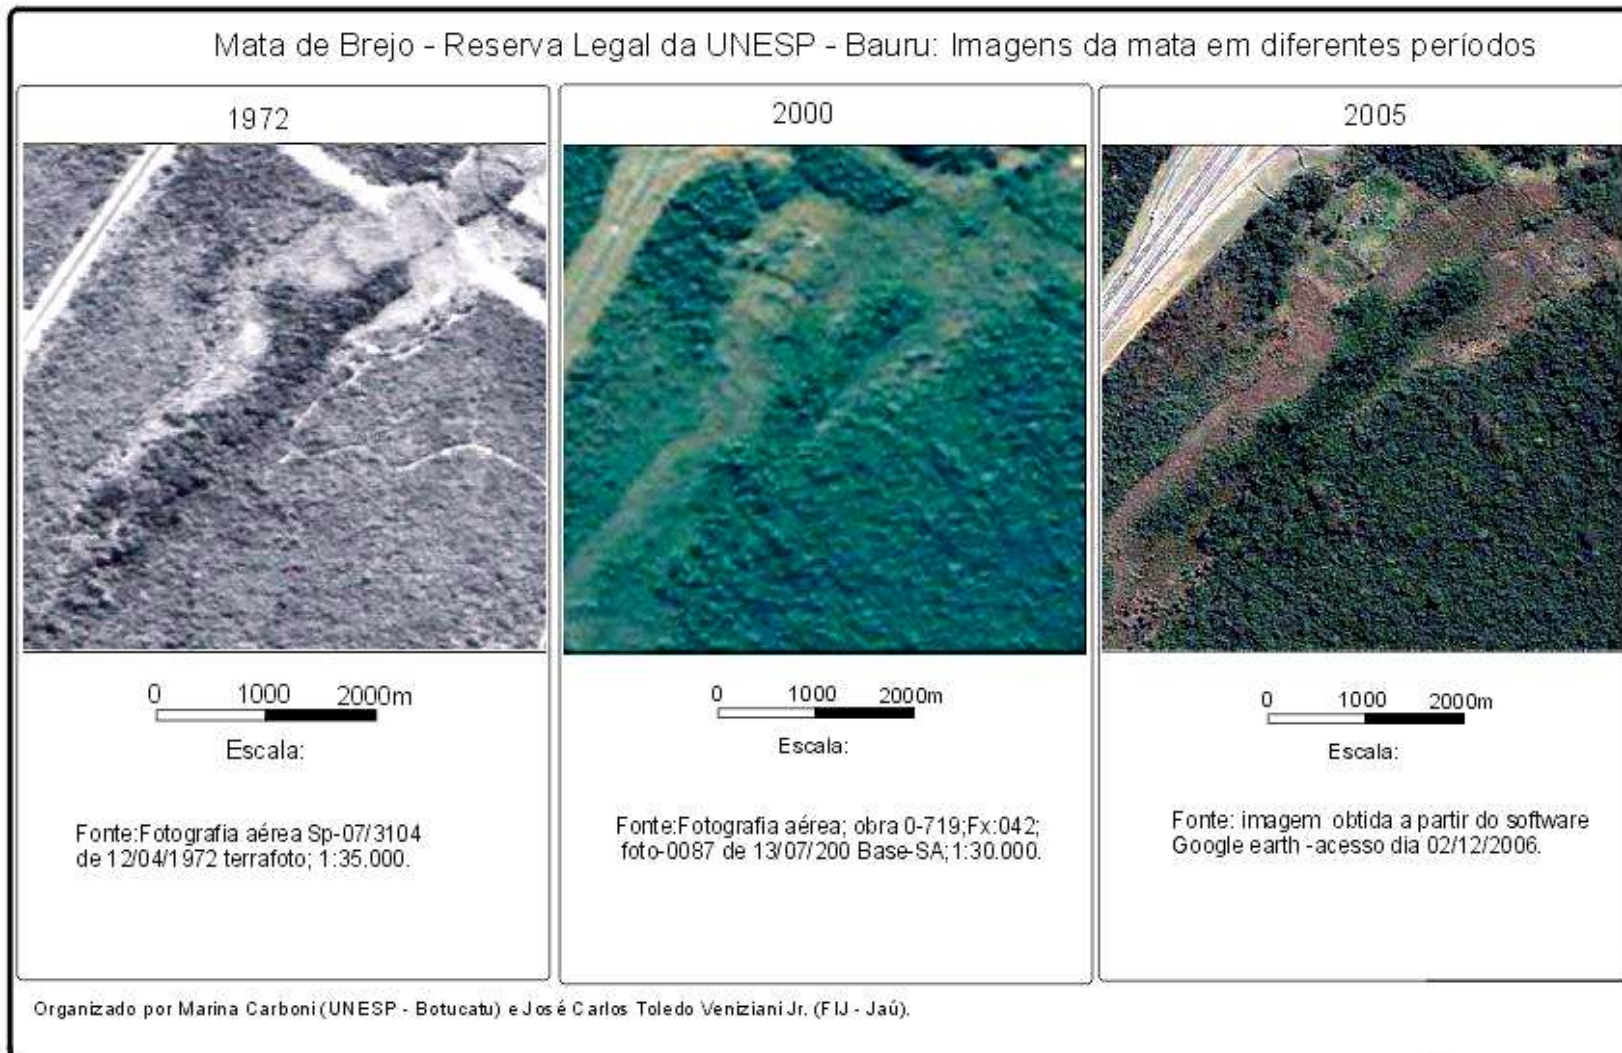 Mata de Brejo - Reserva Legal da UNESP - Bauru: Imagens da mata em diferentes períodos
1972
0 1000 2000m
Escala:
Fonte:Fotografia aérea Sp-07/3104
de 12/04/1972 terrafoto; 1:35.000.
2000
0 1000 2000m
Escala:
Fonte:Fotografia aérea; obra 0-719;Fx:042;
foto-0087 de 13/07/200 Base-SA;1:30.000.
2005
0 1000 2000m
Escala:
Fonte: imagem obtida a partir do software
Google earth -acesso dia 02/12/2006.
Organizado por Marina Carboni (UNESP - Botucatu) e José Carlos Toledo Veniziani Jr. (FIJ - Jaú).